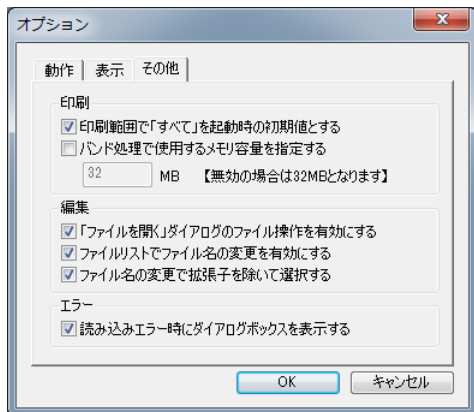 オプション
動作 表示 その他
印刷
印刷範囲で「すべて」を起動時の初期値とする
バンド処理で使用するメモリ容量を指定する
32 MB 【無効の場合は32MBとなります】
編集
「ファイルを開く」ダイアログのファイル操作を有効にする
ファイルリストでファイル名の変更を有効にする
ファイル名の変更で拡張子を除いて選択する
エラー
読み込みエラー時にダイアログボックスを表示する
OK キャンセル